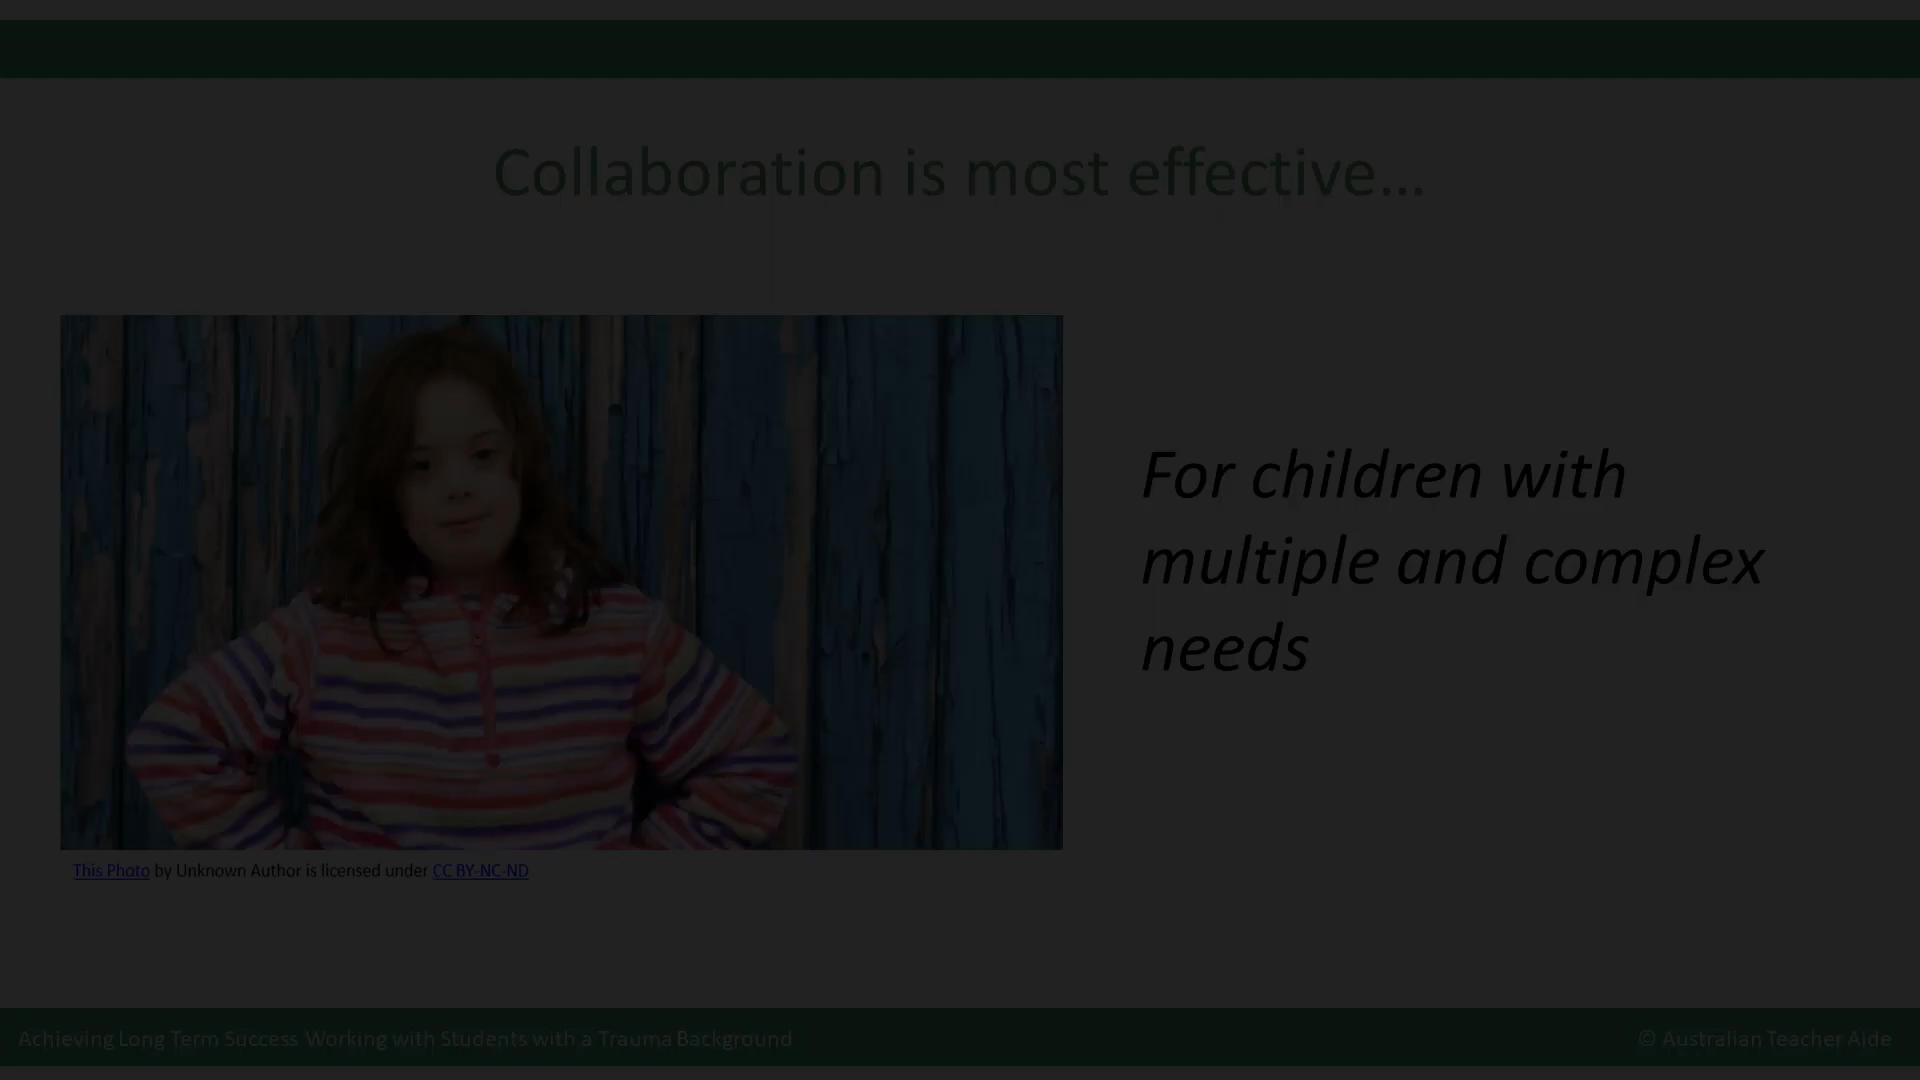 Collaboration is most effective...
For children with
multiple and complex
needs
This Photo by Unknown Author is licensed under CC BY-NC-ND
Achieving Long Term Success Working with Students with a Trauma Background
© Australian Teacher Aide